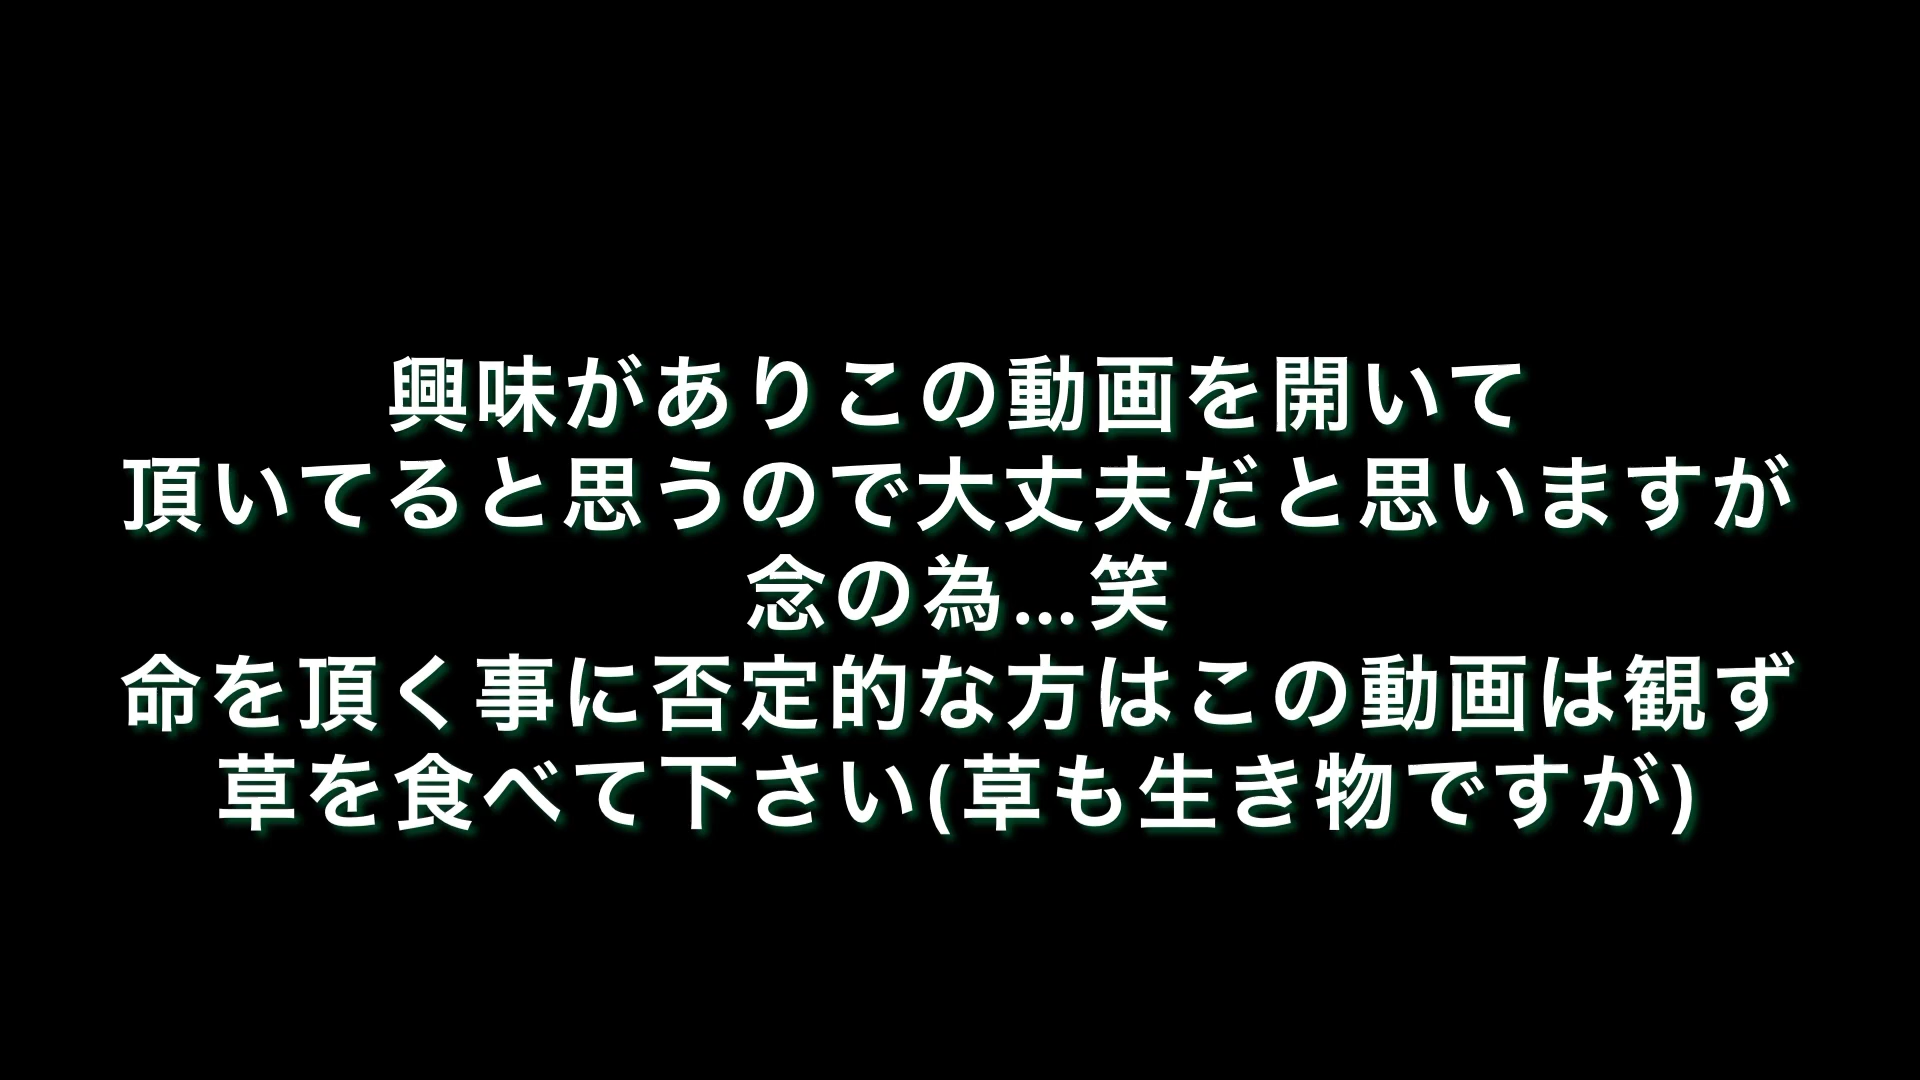 興味がありこの動画を開いて
頂いてると思うので大丈夫だと思いますが
念の為...笑
命を頂く事に否定的な方はこの動画は観ず
草を食べて下さい(草も生き物ですが)